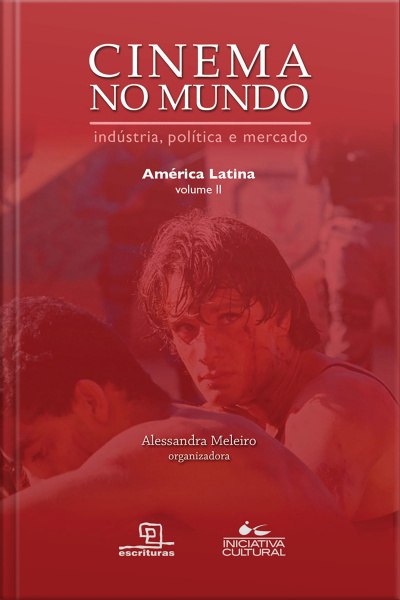 CINEMA
NO MUNDO
indústria, política e mercado
América Latina
volume II
Alessandra Meleiro
organizadora
escrituras
INICIATIVA
CULTURAL